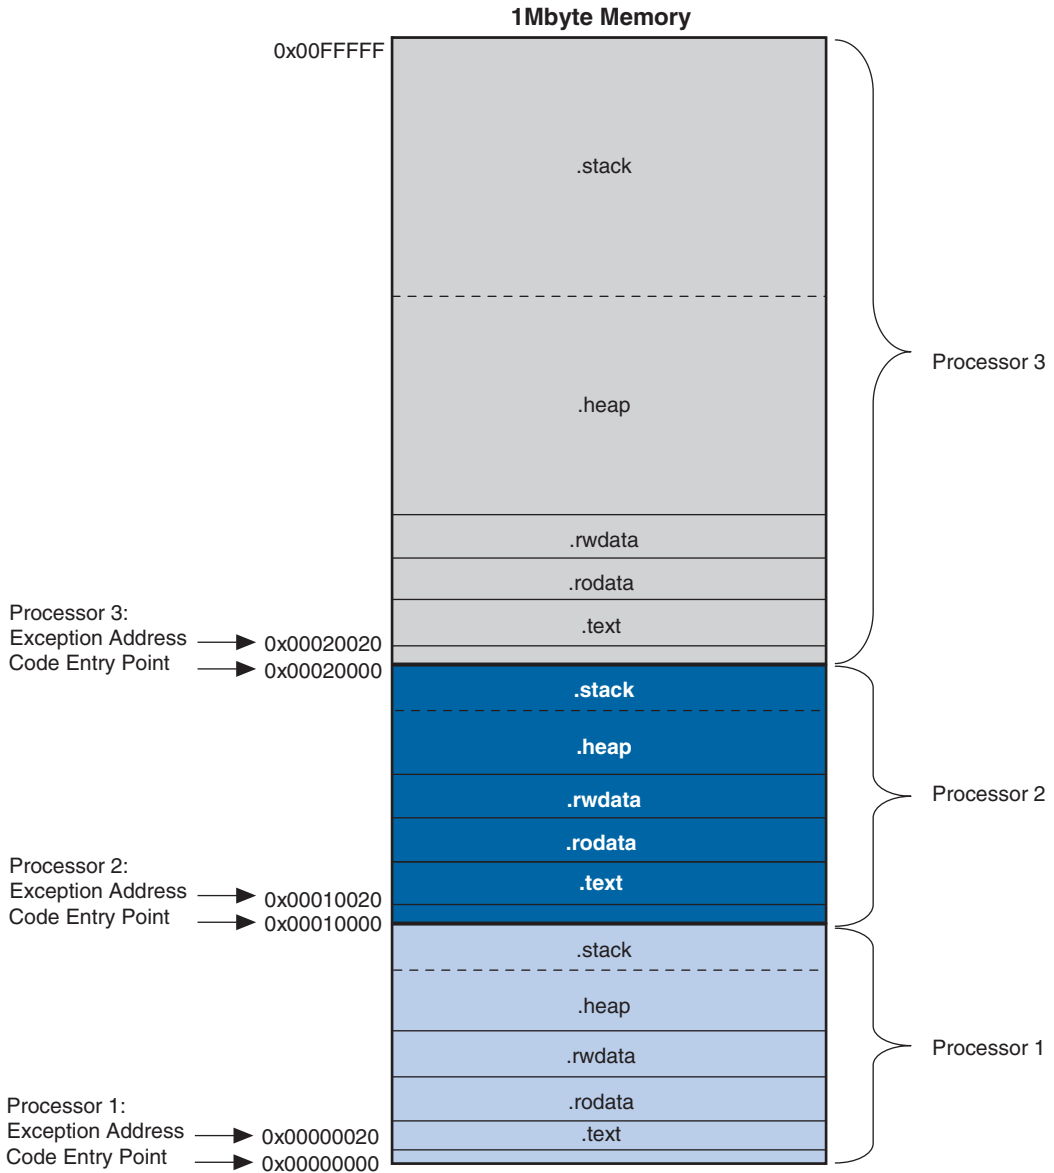 1Mbyte Memory
0x00FFFFF
.stack
.heap
Processor 3
.rwdata
.rodata
.text
Processor 3:
Exception Address
0x00020020
Code Entry Point
0x00020000
.stack
.heap
Processor 2
.rwdata
.rodata
.text
Processor 2:
Exception Address
0x00010020
Code Entry Point
0x00010000
.stack
.heap
Processor 1
.rwdata
.rodata
.text
Processor 1:
Exception Address
0x00000020
Code Entry Point
0x00000000